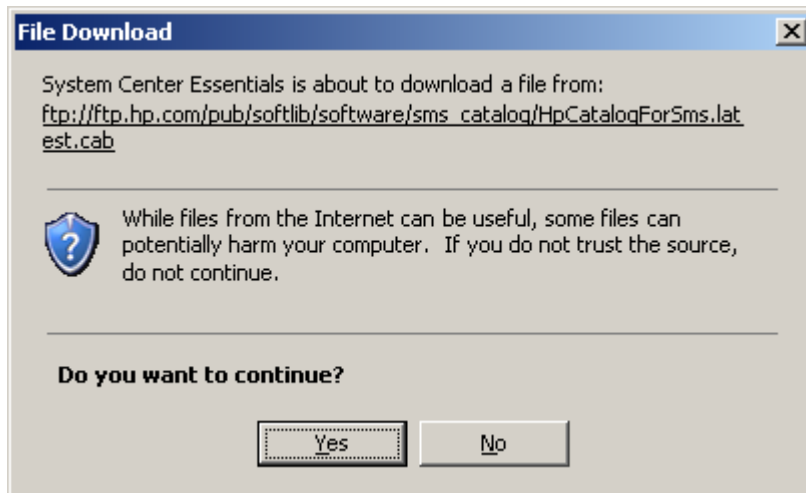 File Download
System Center Essentials is about to download a file from:
ftp://ftp.hp.com/pub/softlib/software/sms_catalog/HpCatalogForSms.lat
est.cab
While files from the Internet can be useful, some files can
potentially harm your computer.  If you do not trust the source,
do not continue.
Do you want to continue?
Yes No